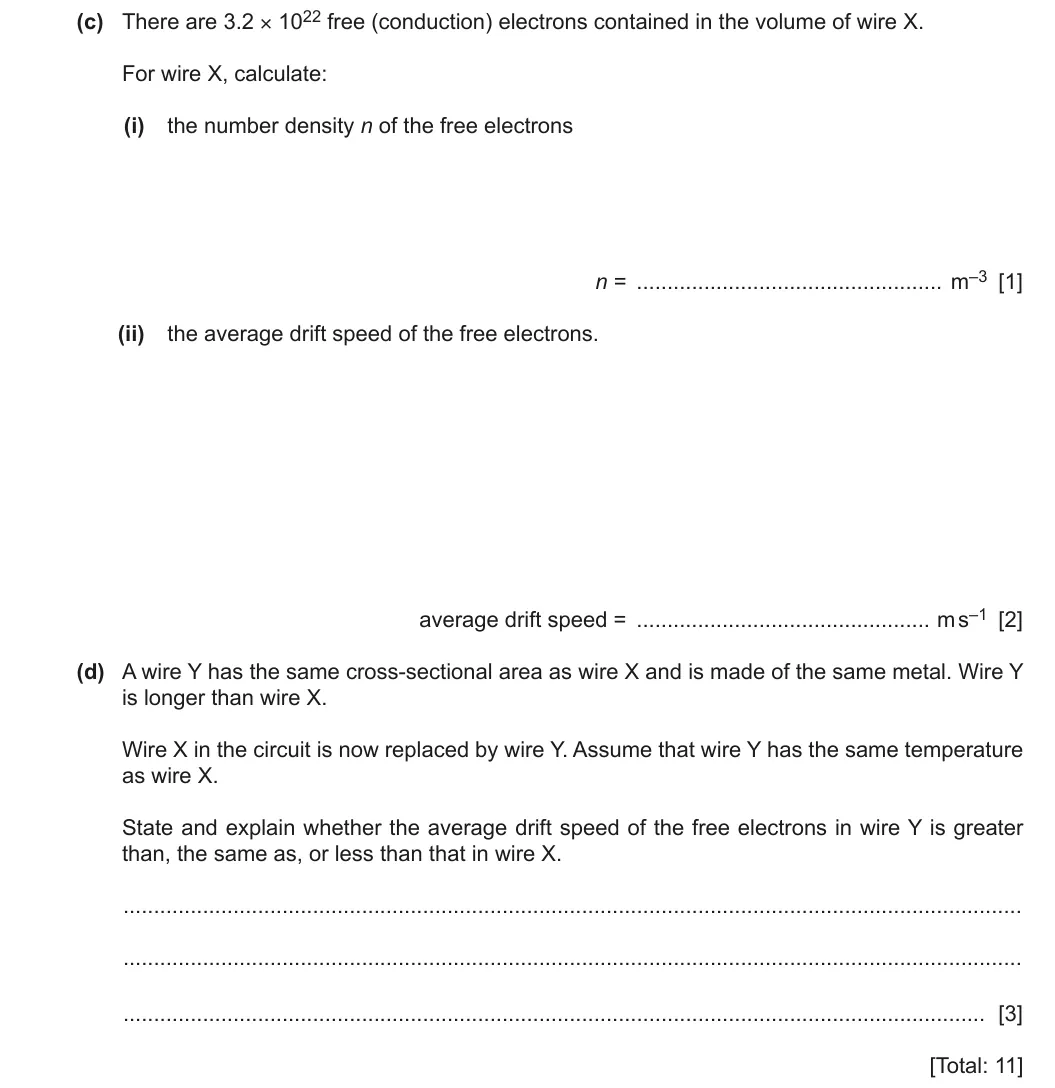 (c) There are 3.2 × 10²² free (conduction) electrons contained in the volume of wire X.
For wire X, calculate:
(i) the number density n of the free electrons
n = .................................................. m⁻³ [1]
(ii) the average drift speed of the free electrons.
average drift speed = ................................................ m s⁻¹ [2]
(d) A wire Y has the same cross-sectional area as wire X and is made of the same metal. Wire Y
is longer than wire X.
Wire X in the circuit is now replaced by wire Y. Assume that wire Y has the same temperature
as wire X.
State and explain whether the average drift speed of the free electrons in wire Y is greater
than, the same as, or less than that in wire X.
...................................................................................................................................................
...................................................................................................................................................
............................................................................................................................................. [3]
[Total: 11]